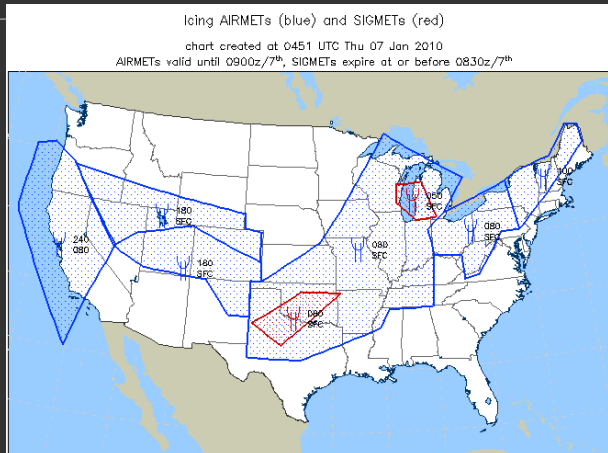 Icing AIRMETs (blue) and SIGMETs (red)
chart created at 0451 UTC Thu 07 Jan 2010
AIRMETs valid until 0900z/7th, SIGMETs expire at or before 0830z/7th
100
SFC
060
SFC
180
SFC
080
SFC
240
080
080
SFC
160
SFC
080
SFC